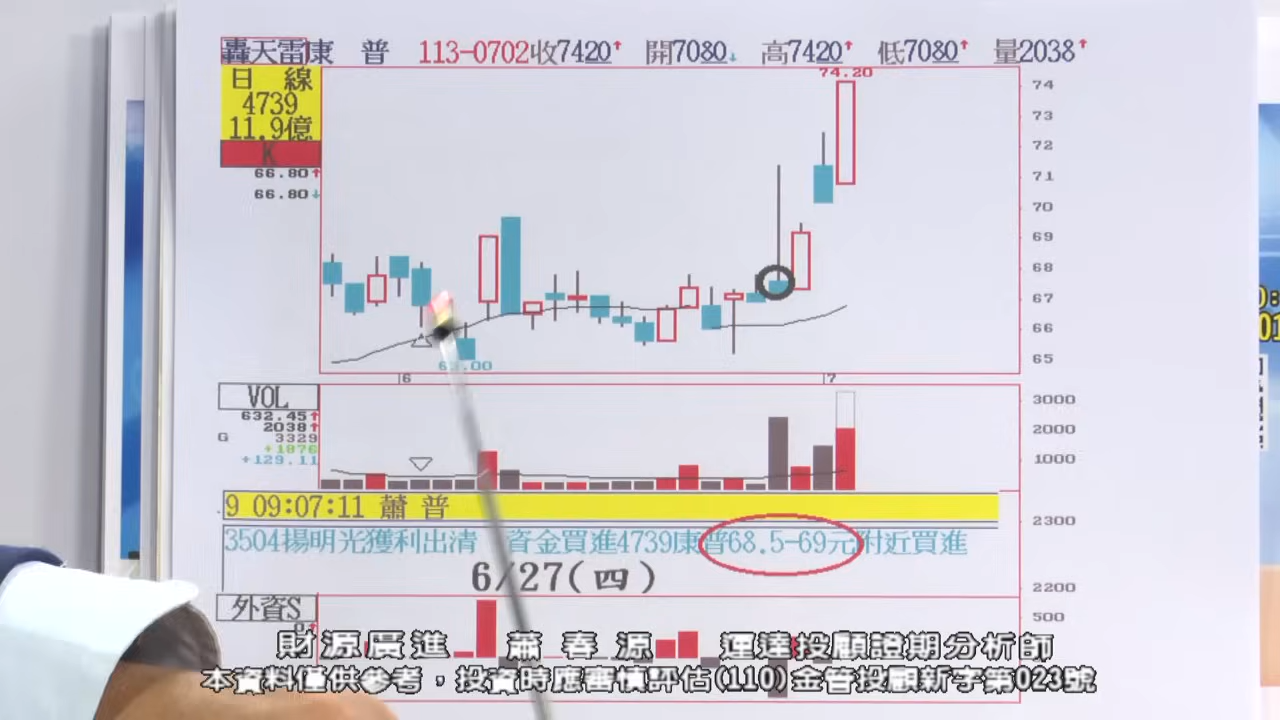 轟天雷康 普 113-0702收7420↑ 開7080↓ 高7420↑ 低7080↑ 量2038↑
日 線
4739
11.9億
K
66.80↑
66.80↓
74.20
74
73
72
71
70
69
68
67
66
65
6
7
VOL
632.45↑
2038↑
G 3329
+1876
+129.11
3000
2000
1000
9 09:07:11 蕭 普
3504揚明光獲利出清 資金買進4739康普68.5-69元附近買進
6/27(四)
2300
2200
外資S
500
財源廣進 蕭春源 運達投顧證期分析師
本資料僅供參考，投資時應審慎評估(110)金管投顧新字第023號